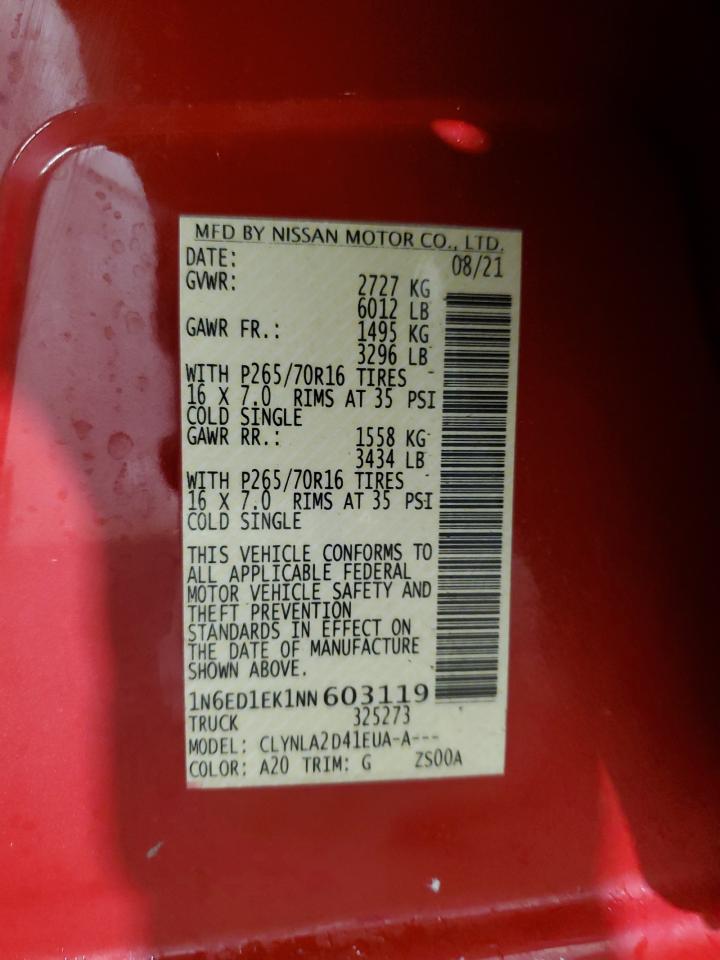 MFD BY NISSAN MOTOR CO., LTD.
DATE: 08/21
GVWR: 2727 KG
6012 LB
GAWR FR.: 1495 KG
3296 LB
WITH P265/70R16 TIRES
16 X 7.0 RIMS AT 35 PSI
COLD SINGLE
GAWR RR.: 1558 KG
3434 LB
WITH P265/70R16 TIRES
16 X 7.0 RIMS AT 35 PSI
COLD SINGLE
THIS VEHICLE CONFORMS TO
ALL APPLICABLE FEDERAL
MOTOR VEHICLE SAFETY AND
THEFT PREVENTION
STANDARDS IN EFFECT ON
THE DATE OF MANUFACTURE
SHOWN ABOVE.
1N6ED1EK1NN603119
TRUCK 325273
MODEL: CLYNLA2D41EUA-A---
COLOR: A20 TRIM: G ZS00A